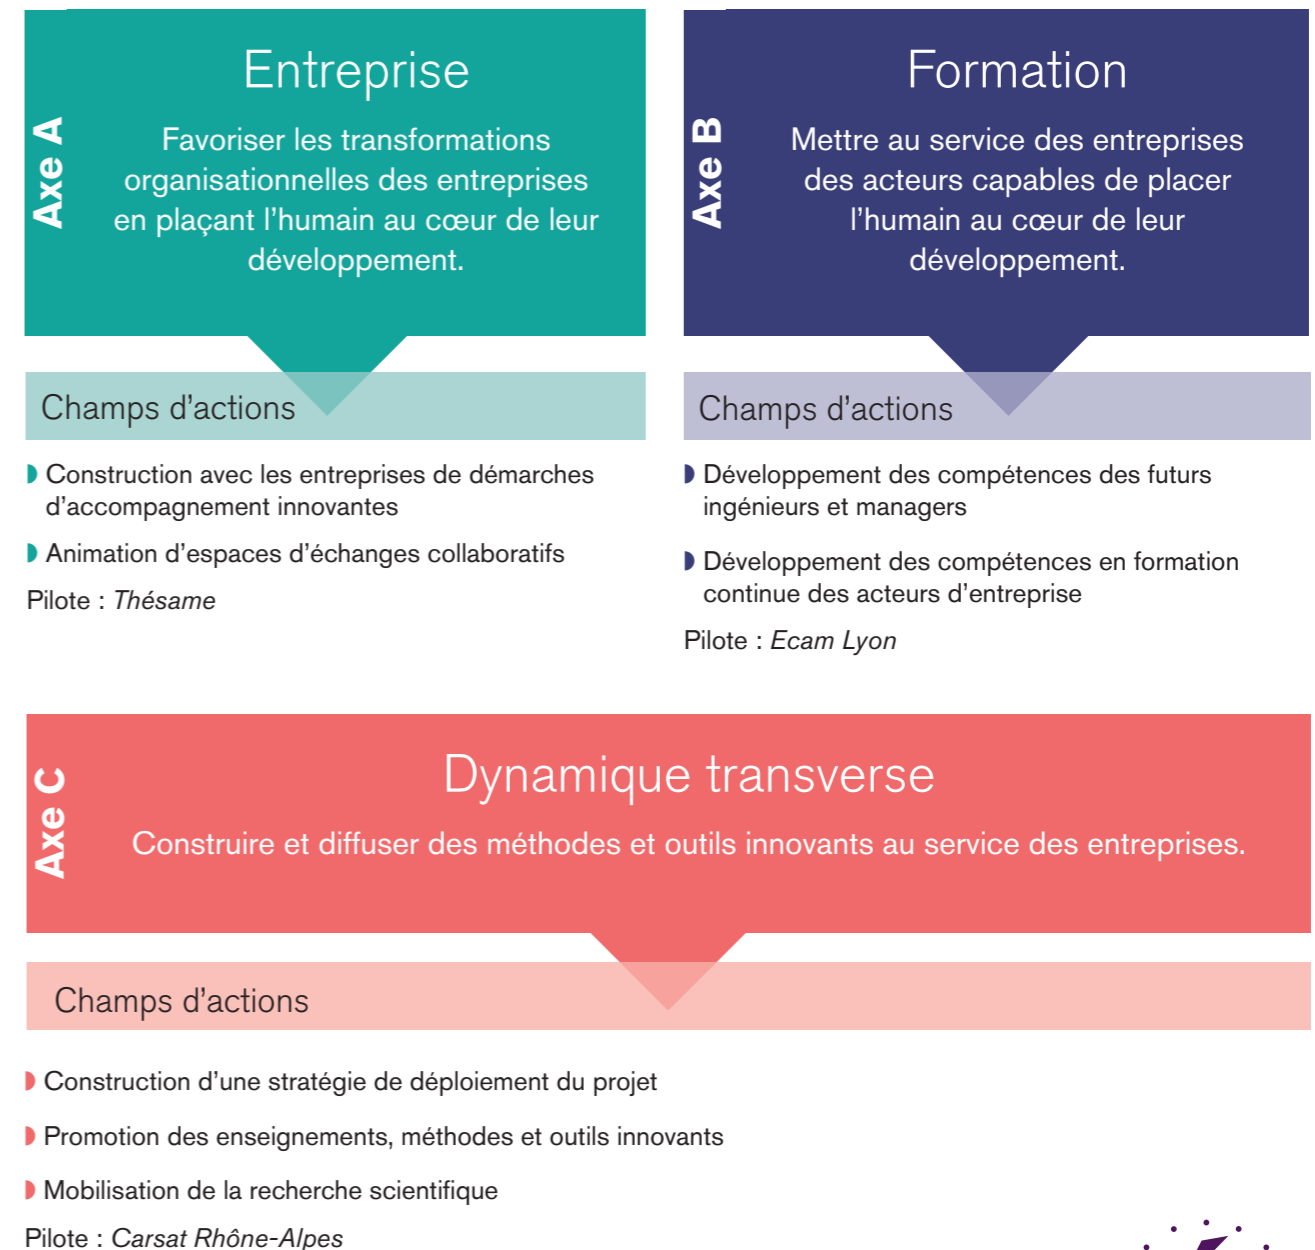 Axe A
Entreprise
Favoriser les transformations
organisationnelles des entreprises
en plaçant l’humain au cœur de leur
développement.
Champs d’actions
◗ Construction avec les entreprises de démarches
d’accompagnement innovantes
◗ Animation d’espaces d’échanges collaboratifs
Pilote : Thésame
Axe B
Formation
Mettre au service des entreprises
des acteurs capables de placer
l’humain au cœur de leur
développement.
Champs d’actions
◗ Développement des compétences des futurs
ingénieurs et managers
◗ Développement des compétences en formation
continue des acteurs d’entreprise
Pilote : Ecam Lyon
Axe C
Dynamique transverse
Construire et diffuser des méthodes et outils innovants au service des entreprises.
Champs d’actions
◗ Construction d’une stratégie de déploiement du projet
◗ Promotion des enseignements, méthodes et outils innovants
◗ Mobilisation de la recherche scientifique
Pilote : Carsat Rhône-Alpes